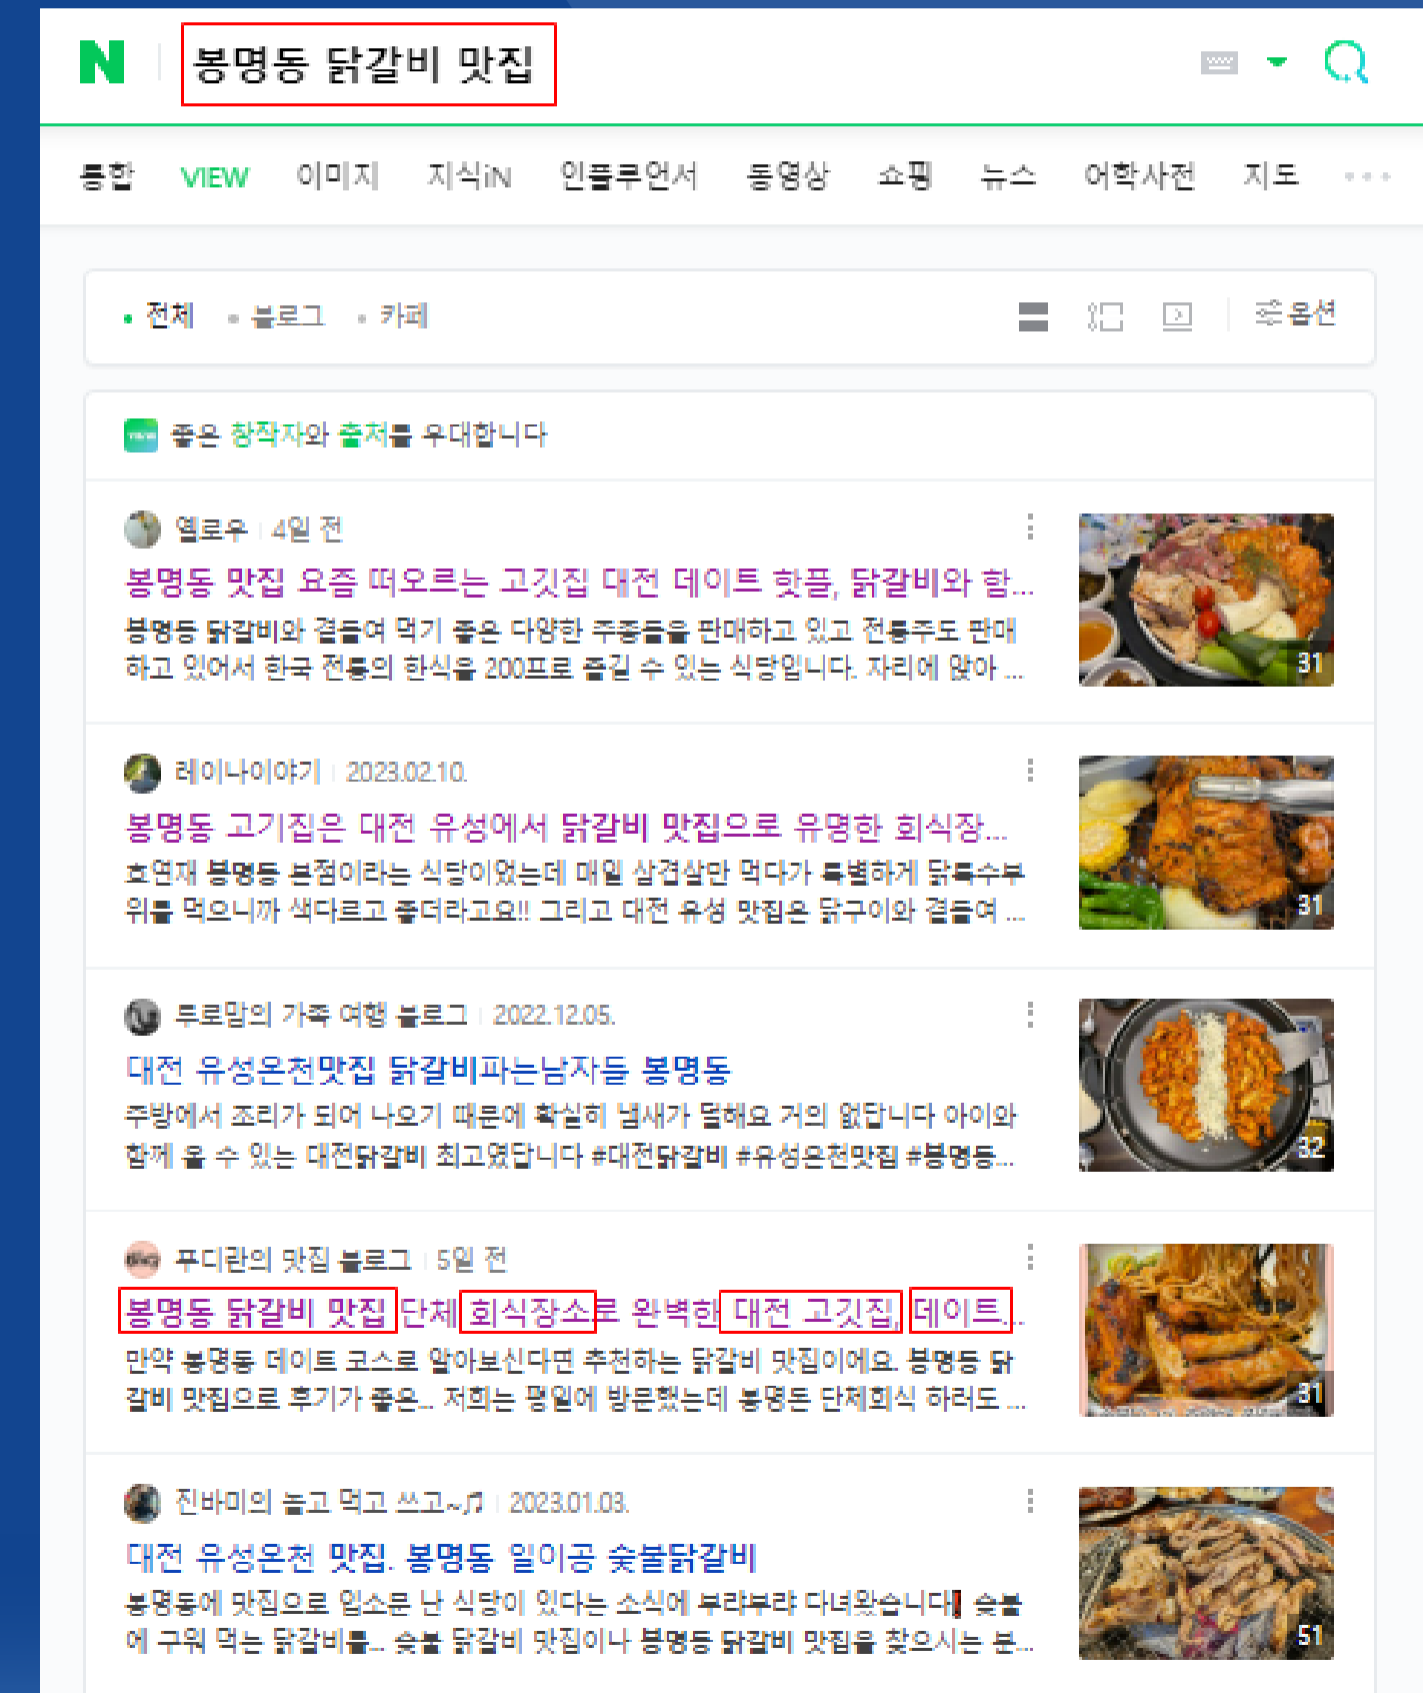 N 봉명동 닭갈비 맛집
통합 VIEW 이미지 지식iN 인플루언서 동영상 쇼핑 뉴스 어학사전 지도 ...
• 전체 • 블로그 • 카페 옵션
좋은 창작자와 출처를 우대합니다
옐로우 4일 전
봉명동 맛집 요즘 떠오르는 고깃집 대전 데이트 핫플, 닭갈비와 함...
봉명동 닭갈비와 곁들여 먹기 좋은 다양한 주종들을 판매하고 있고 전통주도 판매
하고 있어서 한국 전통의 한식을 200프로 즐길 수 있는 식당입니다. 자리에 앉아 ...
31
레이나이야기 2023.02.10.
봉명동 고기집은 대전 유성에서 닭갈비 맛집으로 유명한 회식장...
호연재 봉명동 본점이라는 식당이었는데 매일 삼겹살만 먹다가 특별하게 닭특수부
위를 먹으니까 색다르고 좋더라고요!! 그리고 대전 유성 맛집은 닭구이와 곁들여 ...
31
루로맘의 가족 여행 블로그 2022.12.05.
대전 유성온천맛집 닭갈비파는남자들 봉명동
주방에서 조리가 되어 나오기 때문에 확실히 냄새가 덜해요 거의 없답니다 아이와
함께 올 수 있는 대전닭갈비 최고였답니다 #대전닭갈비 #유성온천맛집 #봉명동...
32
푸디란의 맛집 블로그 5일 전
봉명동 닭갈비 맛집 단체 회식장소로 완벽한 대전 고깃집, 데이트...
만약 봉명동 데이트 코스로 알아보신다면 추천하는 닭갈비 맛집이에요. 봉명동 닭
갈비 맛집으로 후기가 좋은... 저희는 평일에 방문했는데 봉명돈 단체회식 하러도 ...
31
진바미의 놀고 먹고 쓰고~♫ 2023.01.03.
대전 유성온천 맛집. 봉명동 일이공 숯불닭갈비
봉명동에 맛집으로 입소문 난 식당이 있다는 소식에 부랴부랴 다녀왔습니다! 숯불
에 구워 먹는 닭갈비를... 숯불 닭갈비 맛집이나 봉명동 닭갈비 맛집을 찾으시는 분...
51